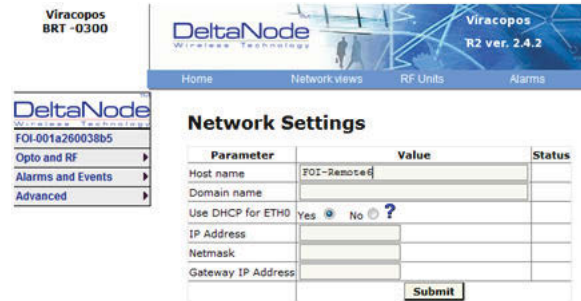 Viracopos
BRT -0300
DeltaNode
Wireless Technology
Viracopos
R2 ver. 2.4.2
Home Network views RF Units Alarms
DeltaNode
Wireless Technology
FOI-001a260038b5
Opto and RF
Alarms and Events
Advanced
Network Settings
Parameter Value Status
Host name FOI-Remote6
Domain name
Use DHCP for ETH0 Yes No ?
IP Address
Netmask
Gateway IP Address
Submit